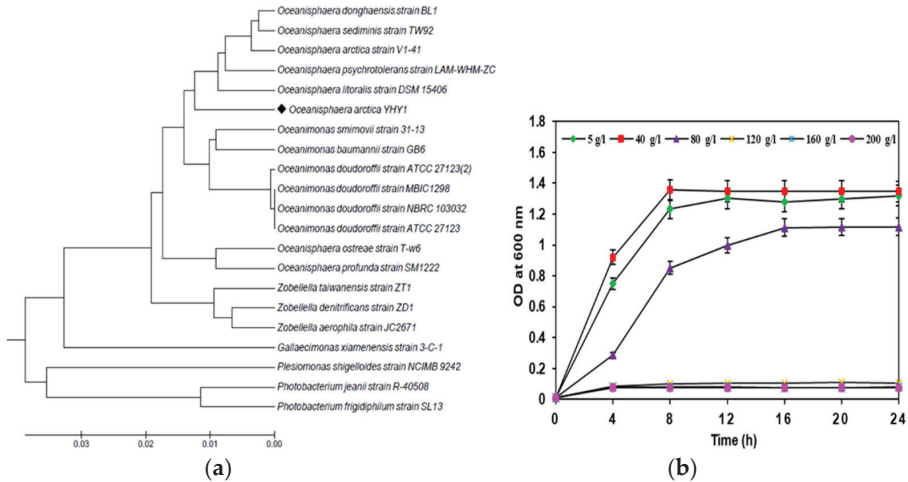 Oceanisphaera donghaensis strain BL1
Oceanisphaera sediminis strain TW92
Oceanisphaera arctica strain V1-41
Oceanisphaera psychrotolerans strain LAM-WHM-ZC
Oceanisphaera litoralis strain DSM 15406
Oceanisphaera arctica YHY1
Oceanimonas smirnovii strain 31-13
Oceanimonas baumannii strain GB6
Oceanimonas doudoroffii strain ATCC 27123(2)
Oceanimonas doudoroffii strain MBIC1298
Oceanimonas doudoroffii strain NBRC 103032
Oceanimonas doudoroffii strain ATCC 27123
Oceanisphaera ostreae strain T-w6
Oceanisphaera profunda strain SM1222
Zobellella taiwanensis strain ZT1
Zobellella denitrificans strain ZD1
Zobellella aerophila strain JC2671
Gallaecimonas xiamenensis strain 3-C-1
Plesiomonas shigelloides strain NCIMB 9242
Photobacterium jeanii strain R-40508
Photobacterium frigidiphilum strain SL13
0.03 0.02 0.01 0.00
(a)
5 g/l 40 g/l 80 g/l 120 g/l 160 g/l 200 g/l
OD at 600 nm
1.8
1.6
1.4
1.2
1
0.8
0.6
0.4
0.2
0
0 4 8 12 16 20 24
Time (h)
(b)